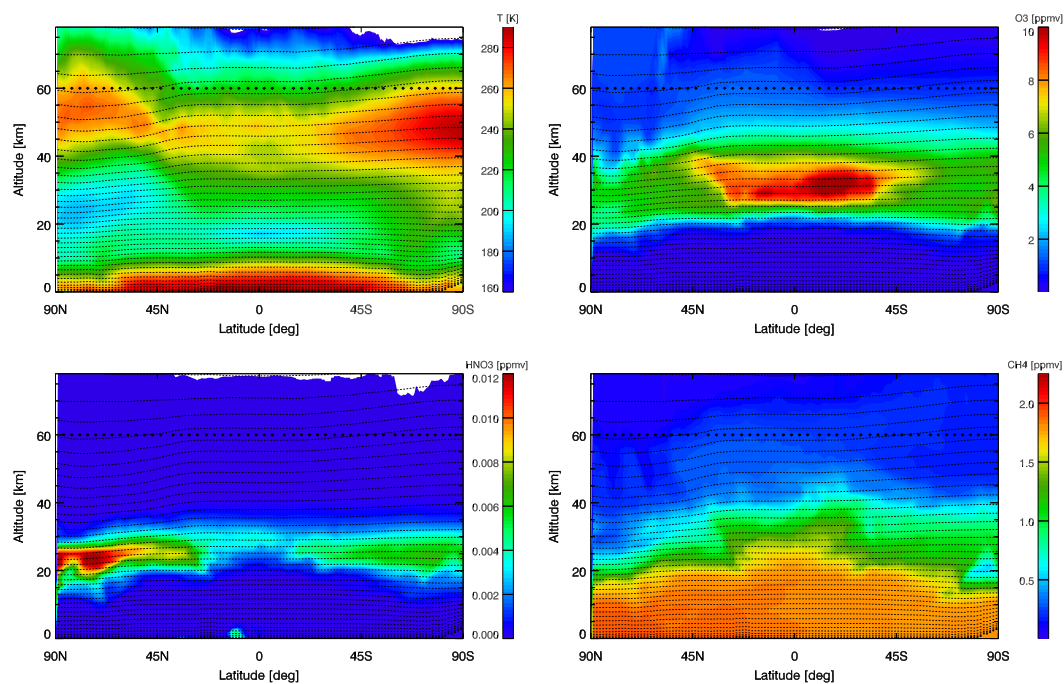 T [K]
280
260
240
220
200
180
160
60
40
20
0
Altitude [km]
90N 45N 0 45S 90S
Latitude [deg]
O3 [ppmv]
10
8
6
4
2
60
40
20
0
Altitude [km]
90N 45N 0 45S 90S
Latitude [deg]
HNO3 [ppmv]
0.012
0.010
0.008
0.006
0.004
0.002
0.000
60
40
20
0
Altitude [km]
90N 45N 0 45S 90S
Latitude [deg]
CH4 [ppmv]
2.0
1.5
1.0
0.5
60
40
20
0
Altitude [km]
90N 45N 0 45S 90S
Latitude [deg]